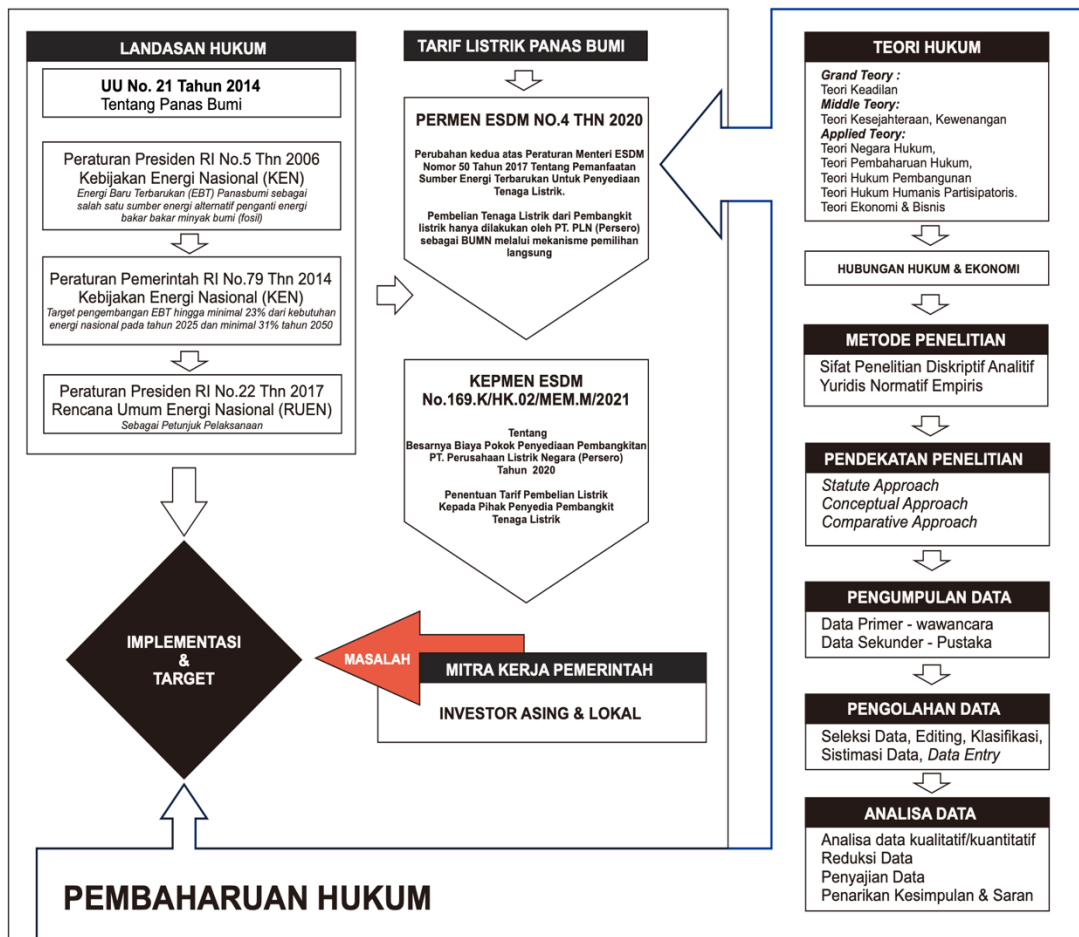 LANDASAN HUKUM
UU No. 21 Tahun 2014
Tentang Panas Bumi
Peraturan Presiden RI No.5 Thn 2006
Kebijakan Energi Nasional (KEN)
Energi Baru Terbarukan (EBT) Panasbumi sebagai
salah satu sumber energi alternatif penganti energi
bakar bakar minyak bumi (fosil)
Peraturan Pemerintah RI No.79 Thn 2014
Kebijakan Energi Nasional (KEN)
Target pengembangan EBT hingga minimal 23% dari kebutuhan
energi nasional pada tahun 2025 dan minimal 31% tahun 2050
Peraturan Presiden RI No.22 Thn 2017
Rencana Umum Energi Nasional (RUEN)
Sebagai Petunjuk Pelaksanaan
IMPLEMENTASI
&
TARGET
TARIF LISTRIK PANAS BUMI
PERMEN ESDM NO.4 THN 2020
Perubahan kedua atas Peraturan Menteri ESDM
Nomor 50 Tahun 2017 Tentang Pemanfaatan
Sumber Energi Terbarukan Untuk Penyediaan
Tenaga Listrik.
Pembelian Tenaga Listrik dari Pembangkit
listrik hanya dilakukan oleh PT. PLN (Persero)
sebagai BUMN melalui mekanisme pemilihan
langsung
KEPMEN ESDM
No.169.K/HK.02/MEM.M/2021
Tentang
Besarnya Biaya Pokok Penyediaan Pembangkitan
PT. Perusahaan Listrik Negara (Persero)
Tahun 2020
Penentuan Tarif Pembelian Listrik
Kepada Pihak Penyedia Pembangkit
Tenaga Listrik
MASALAH
MITRA KERJA PEMERINTAH
INVESTOR ASING & LOKAL
PEMBAHARUAN HUKUM
TEORI HUKUM
Grand Teory :
Teori Keadilan
Middle Teory:
Teori Kesejahteraan, Kewenangan
Applied Teory:
Teori Negara Hukum,
Teori Pembaharuan Hukum,
Teori Hukum Pembangunan
Teori Hukum Humanis Partisipatoris.
Teori Ekonomi & Bisnis
HUBUNGAN HUKUM & EKONOMI
METODE PENELITIAN
Sifat Penelitian Diskriptif Analitif
Yuridis Normatif Empiris
PENDEKATAN PENELITIAN
Statute Approach
Conceptual Approach
Comparative Approach
PENGUMPULAN DATA
Data Primer - wawancara
Data Sekunder - Pustaka
PENGOLAHAN DATA
Seleksi Data, Editing, Klasifikasi,
Sistimasi Data, Data Entry
ANALISA DATA
Analisa data kualitatif/kuantitatif
Reduksi Data
Penyajian Data
Penarikan Kesimpulan & Saran